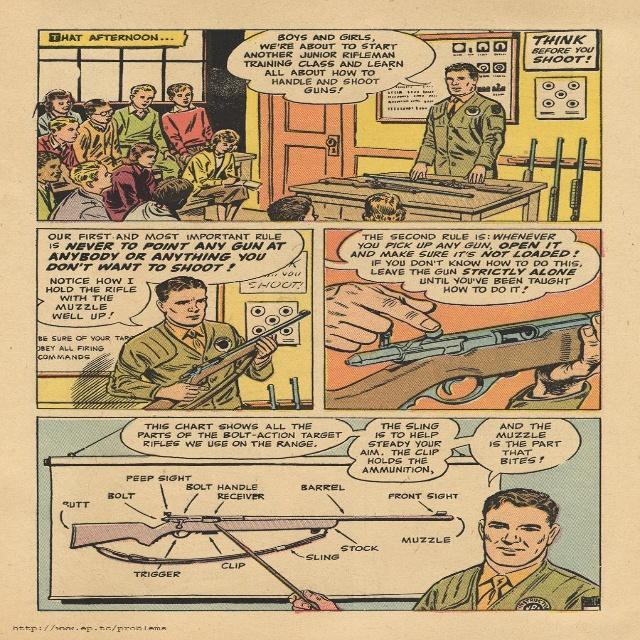 THAT AFTERNOON...
BOYS AND GIRLS,
WE'RE ABOUT TO START
ANOTHER JUNIOR RIFLEMAN
TRAINING CLASS AND LEARN
ALL ABOUT HOW TO
HANDLE AND SHOOT
GUNS!
THINK
BEFORE YOU
SHOOT!
OUR FIRST AND MOST IMPORTANT RULE
IS NEVER TO POINT ANY GUN AT
ANYBODY OR ANYTHING YOU
DON'T WANT TO SHOOT!
NOTICE HOW I
HOLD THE RIFLE
WITH THE
MUZZLE
WELL UP!
YOU
SHOOT!
BE SURE OF YOUR TAR
OBEY ALL FIRING
COMMANDS
THE SECOND RULE IS: WHENEVER
YOU PICK UP ANY GUN, OPEN IT
AND MAKE SURE IT'S NOT LOADED!
IF YOU DON'T KNOW HOW TO DO THIS,
LEAVE THE GUN STRICTLY ALONE
UNTIL YOU'VE BEEN TAUGHT
HOW TO DO IT!
THIS CHART SHOWS ALL THE
PARTS OF THE BOLT-ACTION TARGET
RIFLES WE USE ON THE RANGE.
THE SLING
IS TO HELP
STEADY YOUR
AIM. THE CLIP
HOLDS THE
AMMUNITION,
AND THE
MUZZLE
IS THE PART
THAT
BITES!
PEEP SIGHT
BOLT HANDLE
BARREL
BUTT
BOLT
RECEIVER
FRONT SIGHT
MUZZLE
STOCK
SLING
CLIP
TRIGGER
http://www.ep.tc/problems